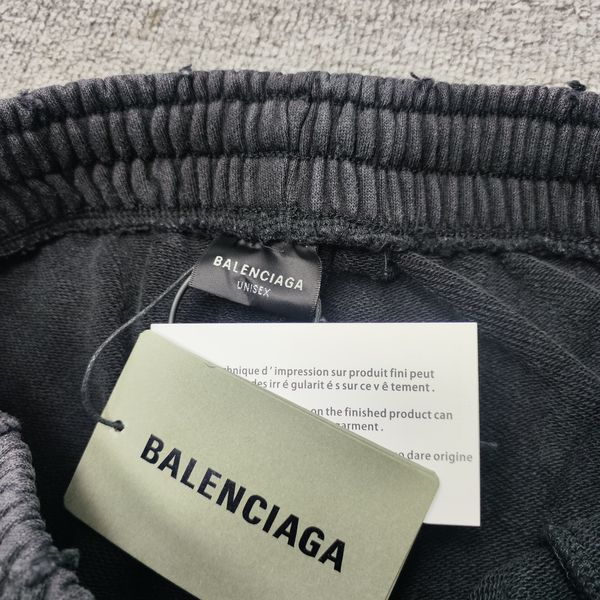 BALENCIAGA
UNISEX
d' impression sur produit fini peut
des irr é gularit é s sur ce v ê tement .
on the finished product can
garment .
dare origine
BALENCIAGA